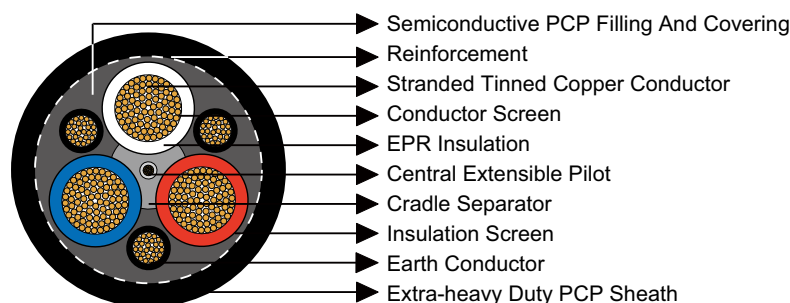 Semiconductive PCP Filling And Covering
Reinforcement
Stranded Tinned Copper Conductor
Conductor Screen
EPR Insulation
Central Extensible Pilot
Cradle Separator
Insulation Screen
Earth Conductor
Extra-heavy Duty PCP Sheath